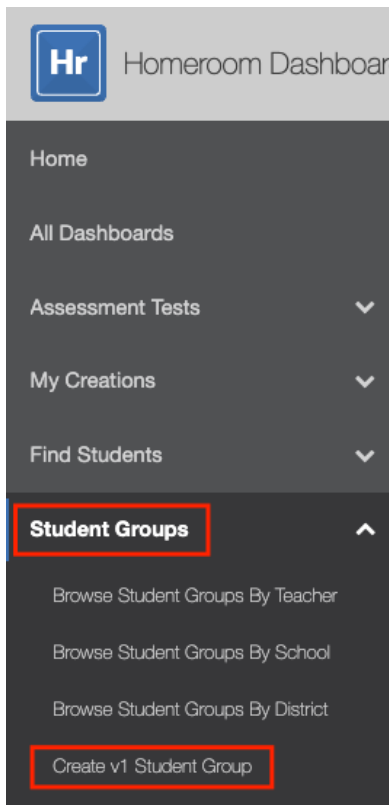 Hr
Homeroom Dashboar
Home
All Dashboards
Assessment Tests
My Creations
Find Students
Student Groups
Browse Student Groups By Teacher
Browse Student Groups By School
Browse Student Groups By District
Create v1 Student Group